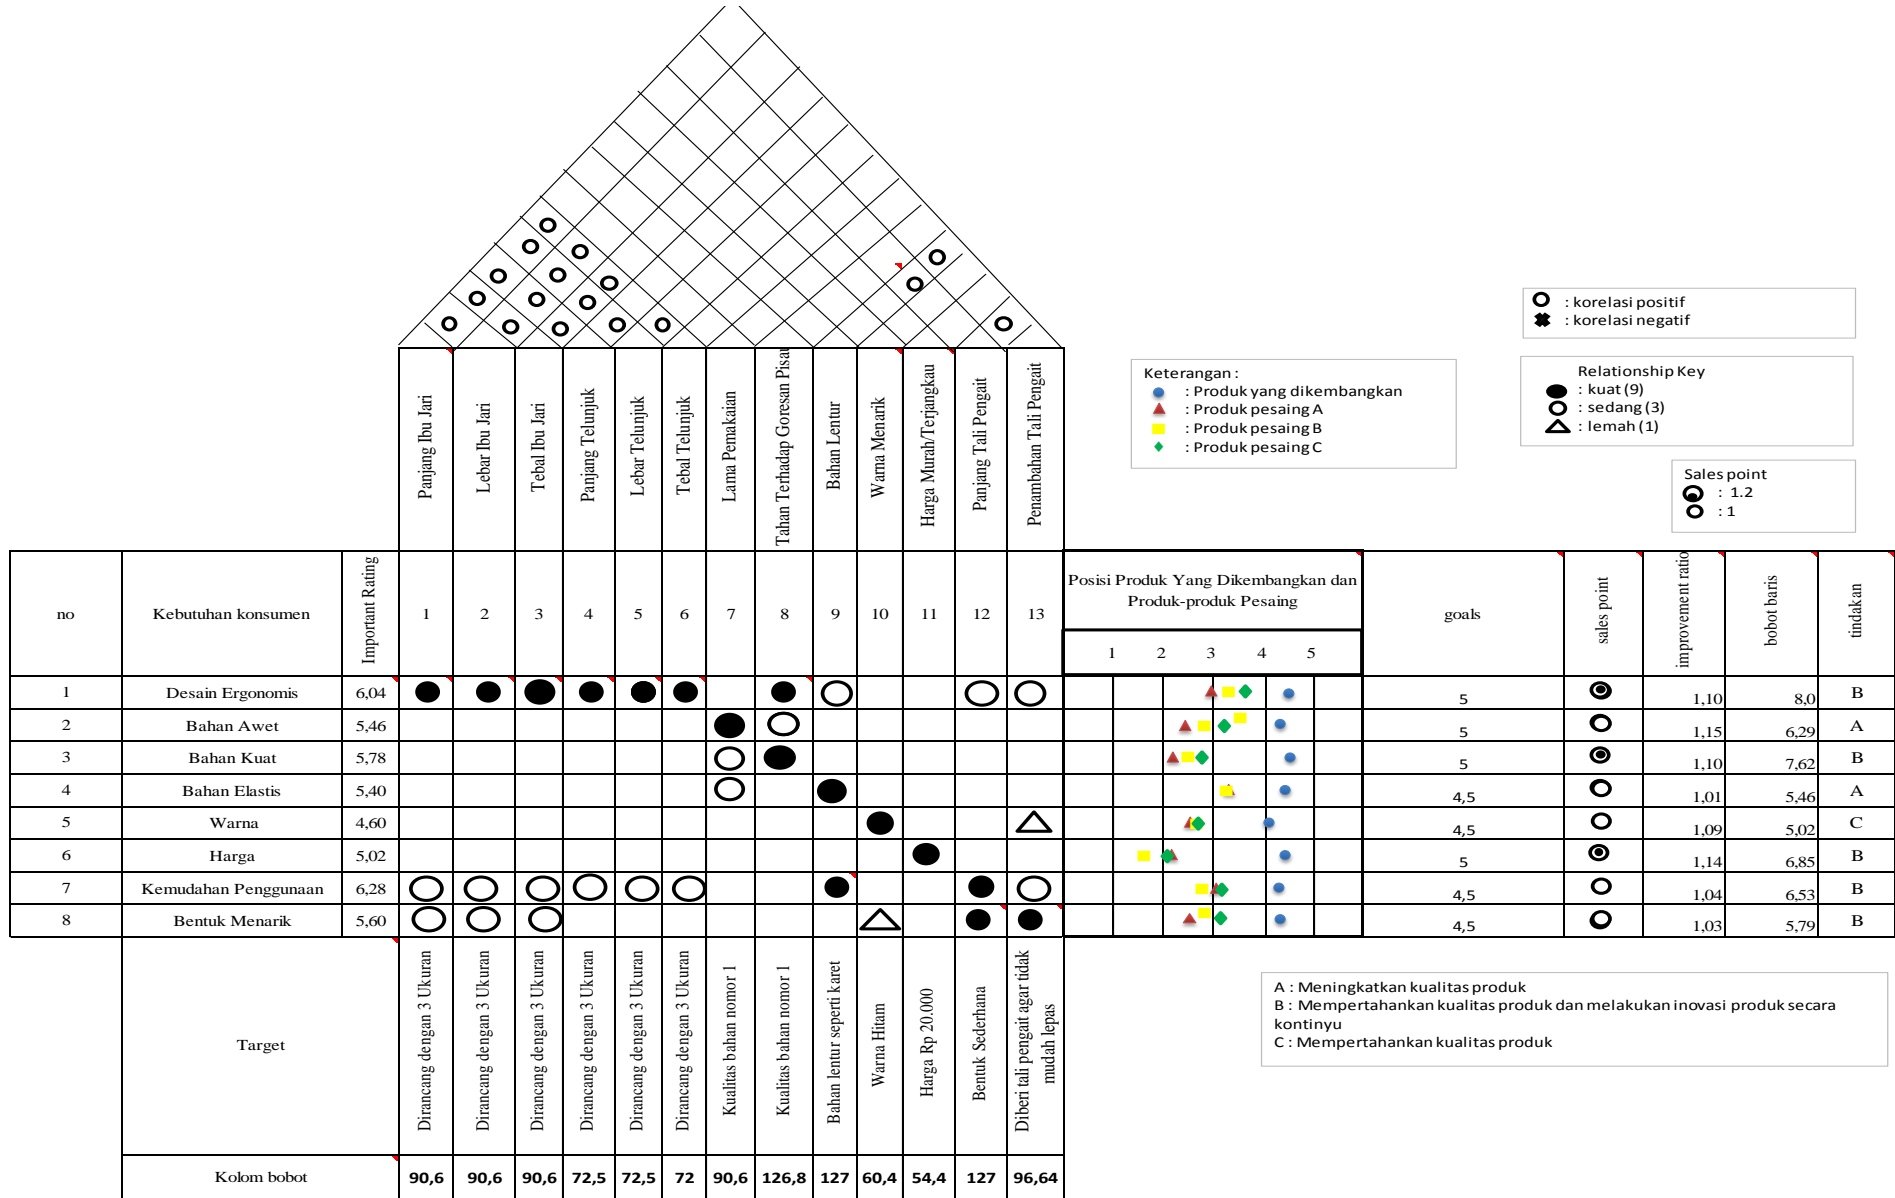 : korelasi positif
: korelasi negatif
Keterangan :
: Produk yang dikembangkan
: Produk pesaing A
: Produk pesaing B
: Produk pesaing C
Relationship Key
: kuat (9)
: sedang (3)
: lemah (1)
Sales point
: 1.2
: 1
Panjang Ibu Jari
Lebar Ibu Jari
Tebal Ibu Jari
Panjang Telunjuk
Lebar Telunjuk
Tebal Telunjuk
Lama Pemakaian
Tahan Terhadap Goresan Pisau
Bahan Lentur
Warna Menarik
Harga Murah/Terjangkau
Panjang Tali Pengait
Penambahan Tali Pengait
no Kebutuhan konsumen Important Rating 1 2 3 4 5 6 7 8 9 10 11 12 13
Posisi Produk Yang Dikembangkan dan
Produk-produk Pesaing
1 2 3 4 5
goals sales point improvement ratio bobot baris tindakan
1 Desain Ergonomis 6,04 5 1,10 8,0 B
2 Bahan Awet 5,46 5 1,15 6,29 A
3 Bahan Kuat 5,78 5 1,10 7,62 B
4 Bahan Elastis 5,40 4,5 1,01 5,46 A
5 Warna 4,60 4,5 1,09 5,02 C
6 Harga 5,02 5 1,14 6,85 B
7 Kemudahan Penggunaan 6,28 4,5 1,04 6,53 B
8 Bentuk Menarik 5,60 4,5 1,03 5,79 B
Target
Dirancang dengan 3 Ukuran
Dirancang dengan 3 Ukuran
Dirancang dengan 3 Ukuran
Dirancang dengan 3 Ukuran
Dirancang dengan 3 Ukuran
Dirancang dengan 3 Ukuran
Kualitas bahan nomor 1
Kualitas bahan nomor 1
Bahan lentur seperti karet
Warna Hitam
Harga Rp 20.000
Bentuk Sederhana
Diberi tali pengait agar tidak
mudah lepas
A : Meningkatkan kualitas produk
B : Mempertahankan kualitas produk dan melakukan inovasi produk secara
kontinyu
C : Mempertahankan kualitas produk
Kolom bobot 90,6 90,6 90,6 72,5 72,5 72 90,6 126,8 127 60,4 54,4 127 96,64